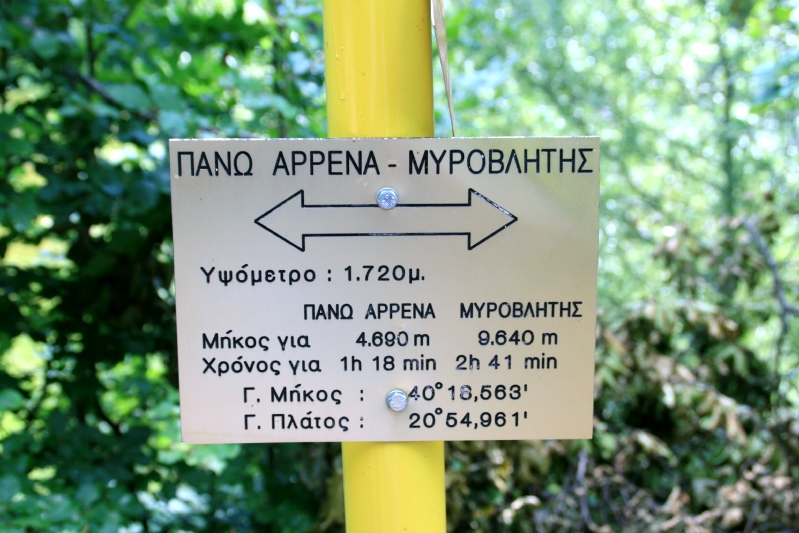 ΠΑΝΩ ΑΡΡΕΝΑ - ΜΥΡΟΒΛΗΤΗΣ
Υψόμετρο : 1.720μ.
ΠΑΝΩ ΑΡΡΕΝΑ ΜΥΡΟΒΛΗΤΗΣ
Μήκος για 4.690 m 9.640 m
Χρόνος για 1h 18 min 2h 41 min
Γ. Μήκος : 40° 18,563'
Γ. Πλάτος : 20° 54,961'